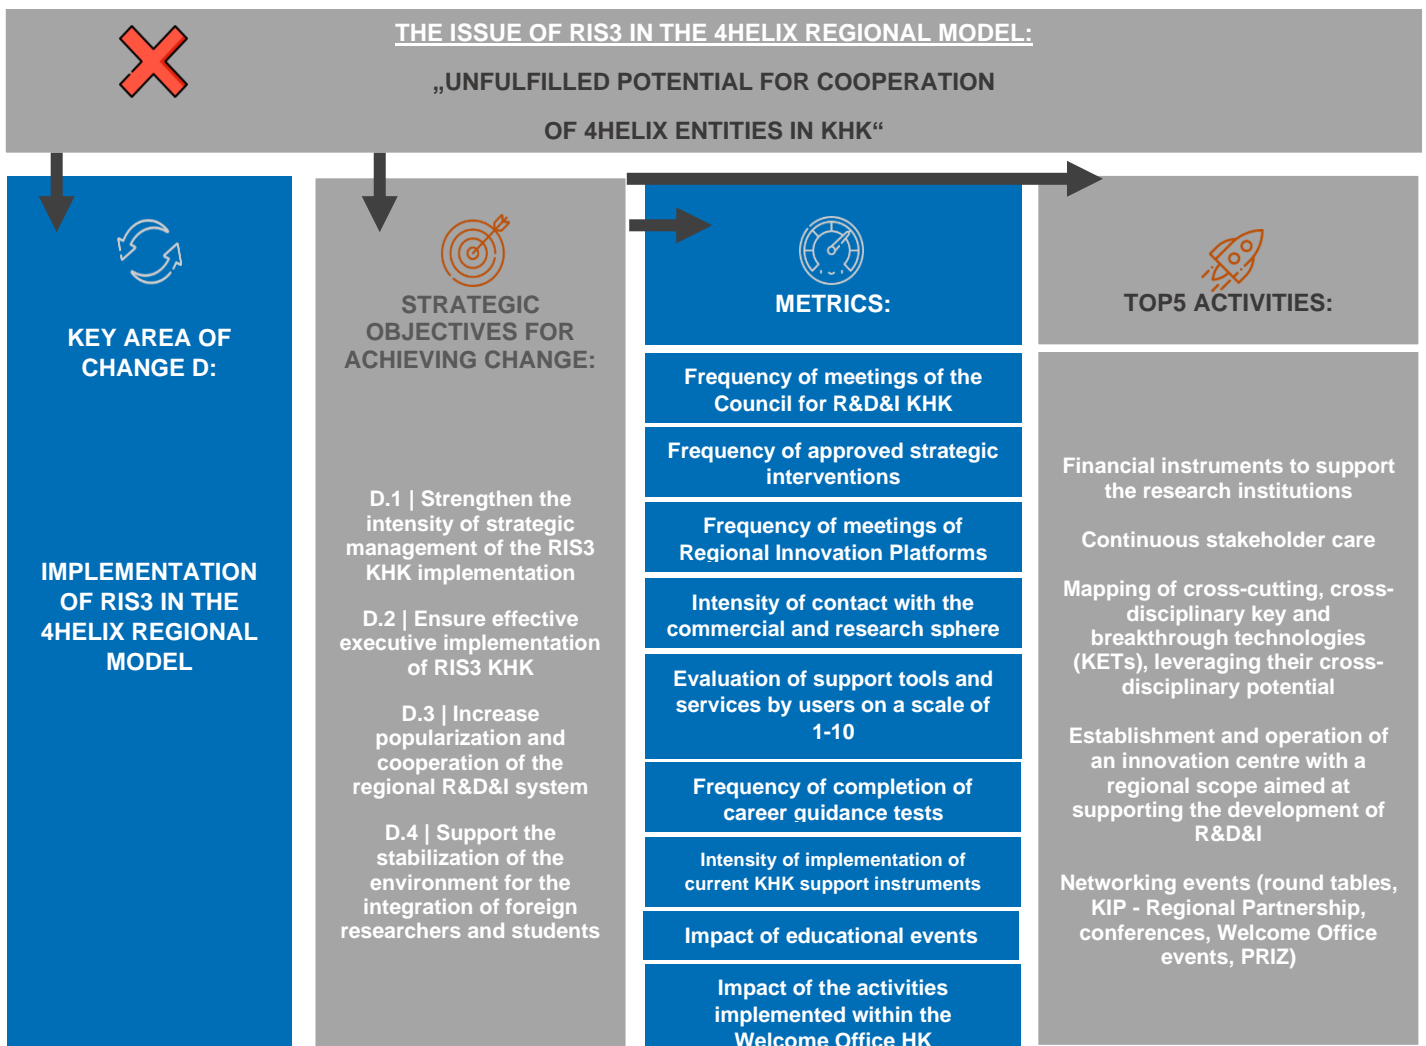 THE ISSUE OF RIS3 IN THE 4HELIX REGIONAL MODEL:
„UNFULFILLED POTENTIAL FOR COOPERATION
OF 4HELIX ENTITIES IN KHK“
KEY AREA OF
CHANGE D:
IMPLEMENTATION
OF RIS3 IN THE
4HELIX REGIONAL
MODEL
STRATEGIC
OBJECTIVES FOR
ACHIEVING CHANGE:
D.1 | Strengthen the
intensity of strategic
management of the RIS3
KHK implementation
D.2 | Ensure effective
executive implementation
of RIS3 KHK
D.3 | Increase
popularization and
cooperation of the
regional R&D&I system
D.4 | Support the
stabilization of the
environment for the
integration of foreign
researchers and students
METRICS:
Frequency of meetings of the
Council for R&D&I KHK
Frequency of approved strategic
interventions
Frequency of meetings of
Regional Innovation Platforms
Intensity of contact with the
commercial and research sphere
Evaluation of support tools and
services by users on a scale of
1-10
Frequency of completion of
career guidance tests
Intensity of implementation of
current KHK support instruments
Impact of educational events
Impact of the activities
implemented within the
Welcome Office HK
TOP5 ACTIVITIES:
Financial instruments to support
the research institutions
Continuous stakeholder care
Mapping of cross-cutting, cross-
disciplinary key and
breakthrough technologies
(KETs), leveraging their cross-
disciplinary potential
Establishment and operation of
an innovation centre with a
regional scope aimed at
supporting the development of
R&D&I
Networking events (round tables,
KIP - Regional Partnership,
conferences, Welcome Office
events, PRIZ)